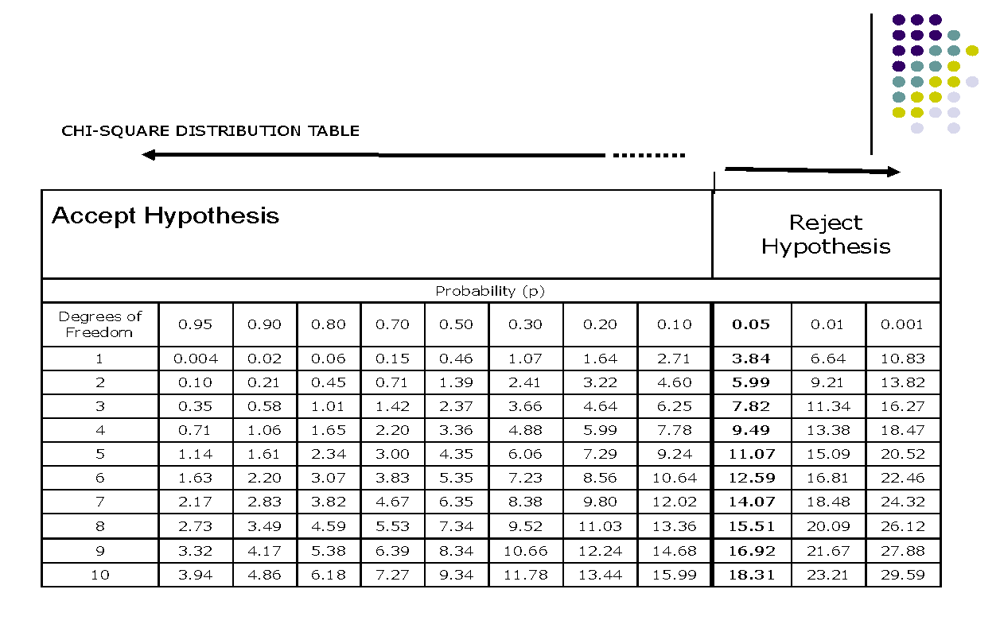 CHI-SQUARE DISTRIBUTION TABLE
Accept Hypothesis
Reject
Hypothesis
Probability (p)
Degrees of
Freedom 0.95 0.90 0.80 0.70 0.50 0.30 0.20 0.10 0.05 0.01 0.001
1 0.004 0.02 0.06 0.15 0.46 1.07 1.64 2.71 3.84 6.64 10.83
2 0.10 0.21 0.45 0.71 1.39 2.41 3.22 4.60 5.99 9.21 13.82
3 0.35 0.58 1.01 1.42 2.37 3.66 4.64 6.25 7.82 11.34 16.27
4 0.71 1.06 1.65 2.20 3.36 4.88 5.99 7.78 9.49 13.38 18.47
5 1.14 1.61 2.34 3.00 4.35 6.06 7.29 9.24 11.07 15.09 20.52
6 1.63 2.20 3.07 3.83 5.35 7.23 8.56 10.64 12.59 16.81 22.46
7 2.17 2.83 3.82 4.67 6.35 8.38 9.80 12.02 14.07 18.48 24.32
8 2.73 3.49 4.59 5.53 7.34 9.52 11.03 13.36 15.51 20.09 26.12
9 3.32 4.17 5.38 6.39 8.34 10.66 12.24 14.68 16.92 21.67 27.88
10 3.94 4.86 6.18 7.27 9.34 11.78 13.44 15.99 18.31 23.21 29.59